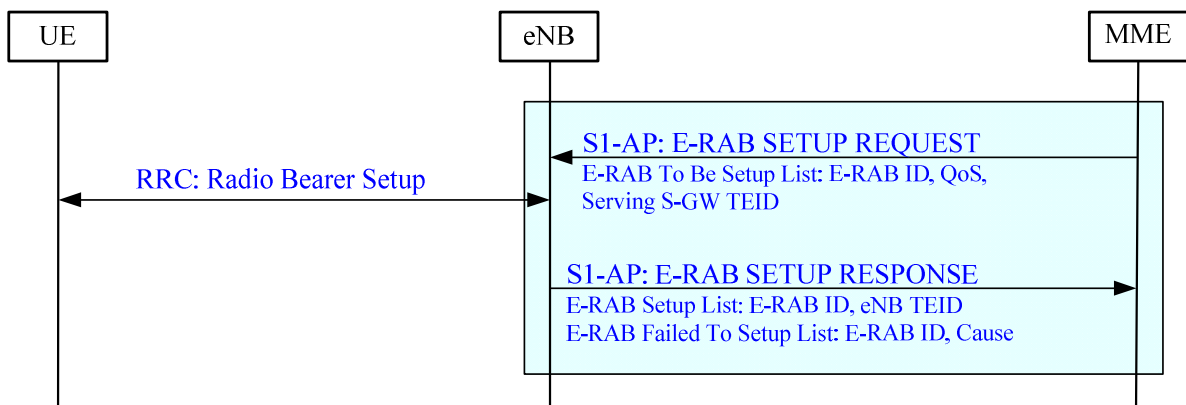 UE
eNB
MME
S1-AP: E-RAB SETUP REQUEST
E-RAB To Be Setup List: E-RAB ID, QoS,
Serving S-GW TEID
RRC: Radio Bearer Setup
S1-AP: E-RAB SETUP RESPONSE
E-RAB Setup List: E-RAB ID, eNB TEID
E-RAB Failed To Setup List: E-RAB ID, Cause